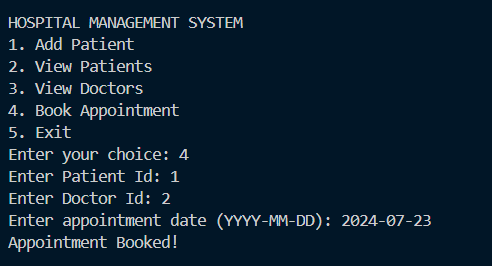 HOSPITAL MANAGEMENT SYSTEM
1. Add Patient
2. View Patients
3. View Doctors
4. Book Appointment
5. Exit
Enter your choice: 4
Enter Patient Id: 1
Enter Doctor Id: 2
Enter appointment date (YYYY-MM-DD): 2024-07-23
Appointment Booked!